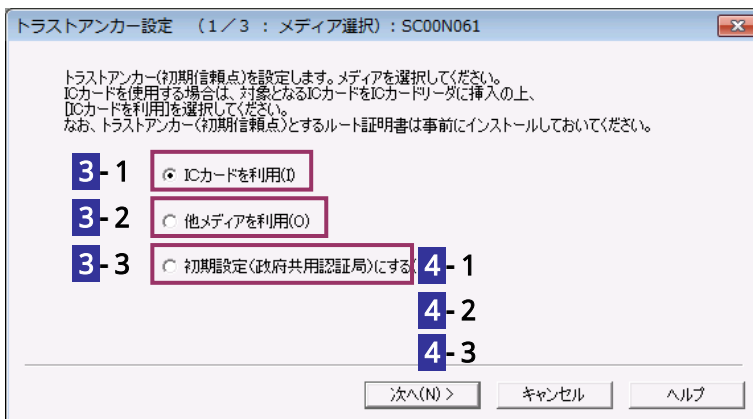 トラストアンカー設定 (1/3 : メディア選択) : SC00N061
トラストアンカー(初期信頼点)を設定します。メディアを選択してください。
ICカードを使用する場合は、対象となるICカードをICカードリーダに挿入の上、
[ICカードを利用]を選択してください。
なお、トラストアンカー(初期信頼点)とするルート証明書は事前にインストールしておいてください。
3-1 ICカードを利用(I)
3-2 他メディアを利用(O)
3-3 初期設定(政府共用認証局)にする( 4-1
4-2
4-3
次へ(N) > キャンセル ヘルプ